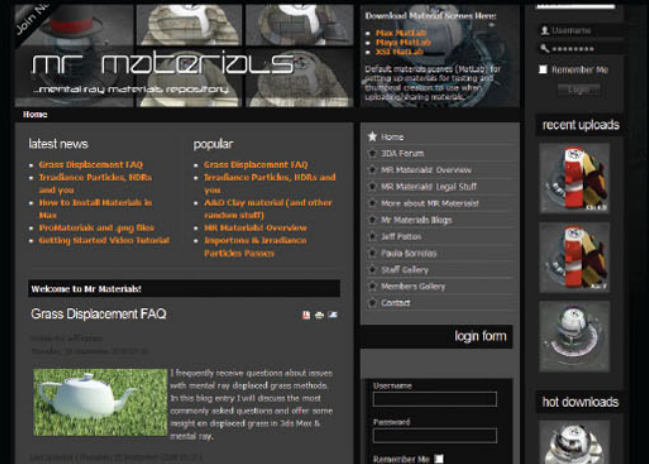 Join No
mr materials
...mental ray materials repository
Download Material Scenes Here:
Max MatLab
Maya MatLab
XSI MatLab
Default materials scenes (MatLab) for
setting up materials for testing and
thumbnail creation to use when
uploading/sharing materials.
Username
Remember Me
Login
Home
latest news
Grass Displacement FAQ
Irradiance Particles, HDRs
and you
How to Install Materials in
Max
ProMaterials and .png files
Getting Started Video Tutorial
popular
Grass Displacement FAQ
Irradiance Particles, HDRs and
you
A&D Clay material (and other
random stuff)
MR Materials! Overview
Importons & Irradiance
Particles Passes
Home
3DA Forum
MR Materials! Overview
MR Materials! Legal Stuff
More about MR Materials!
Mr Materials Blogs
Jeff Patton
Paula Borrelas
Staff Gallery
Members Gallery
Contact
recent uploads
Welcome to Mr Materials!
Grass Displacement FAQ
I frequently receive questions about issues
with mental ray displaced grass methods.
In this blog entry I will discuss the most
commonly asked questions and offer some
insight on displaced grass in 3ds Max &
mental ray.
login form
Username
Password
Remember Me
hot downloads